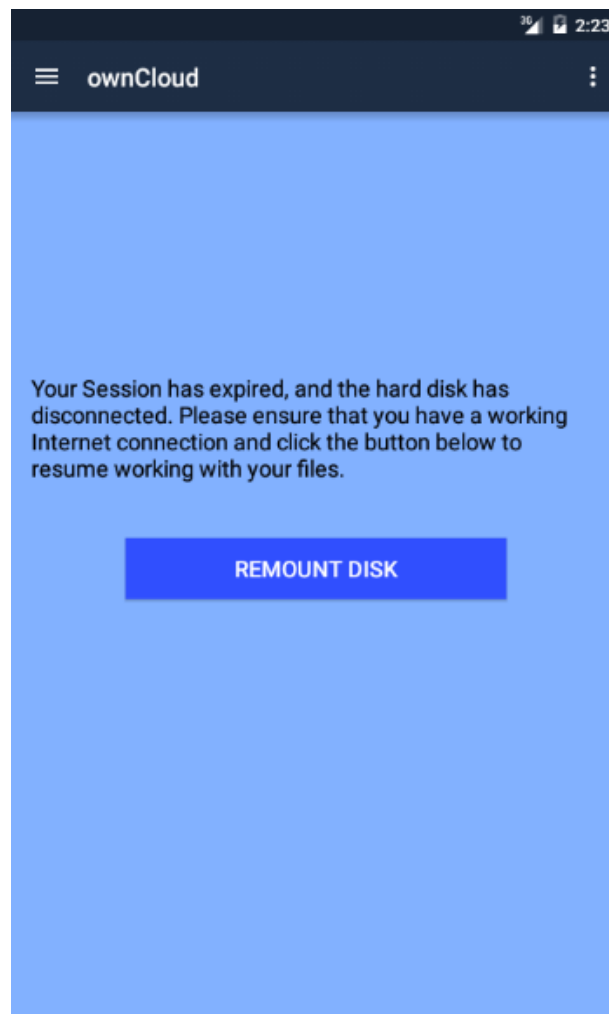 3G 2:23
ownCloud
Your Session has expired, and the hard disk has
disconnected. Please ensure that you have a working
Internet connection and click the button below to
resume working with your files.
REMOUNT DISK